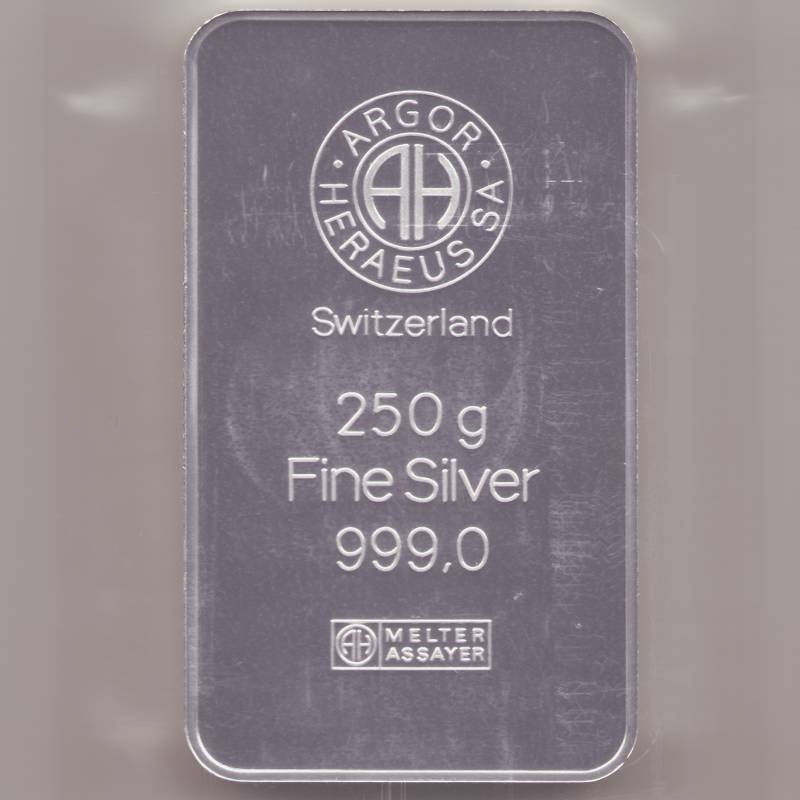 ARGOR
HERAEUS SA
AH
Switzerland
250 g
Fine Silver
999,0
AH MELTER
ASSAYER